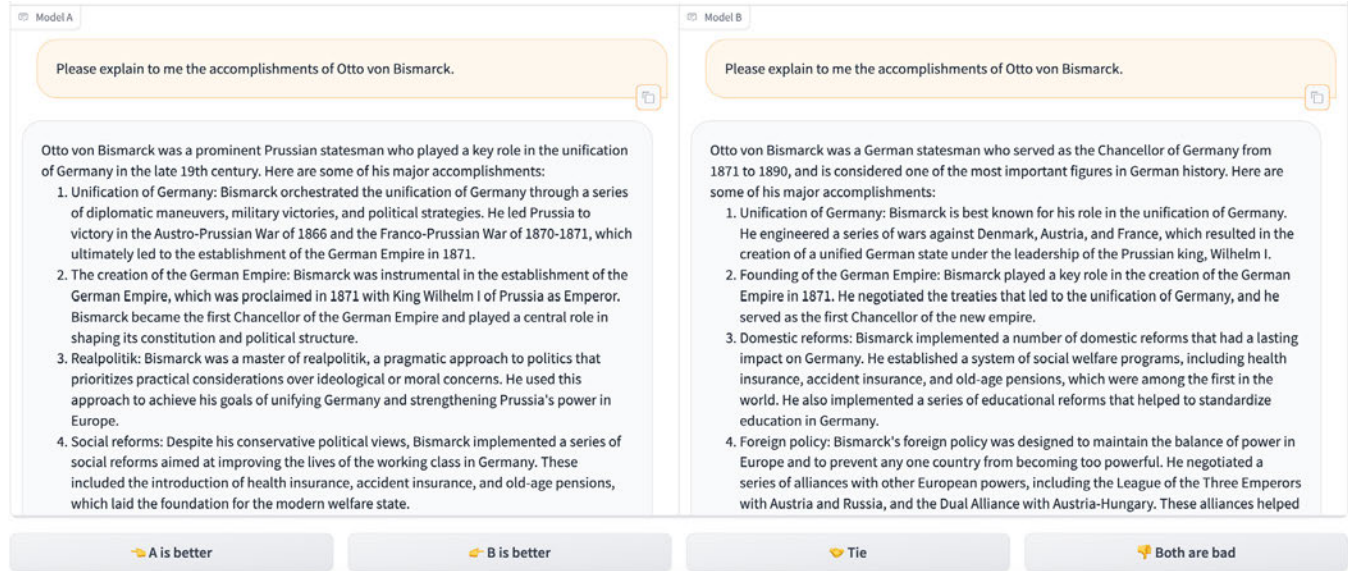 Model A
Please explain to me the accomplishments of Otto von Bismarck.
Otto von Bismarck was a prominent Prussian statesman who played a key role in the unification
of Germany in the late 19th century. Here are some of his major accomplishments:
1. Unification of Germany: Bismarck orchestrated the unification of Germany through a series
of diplomatic maneuvers, military victories, and political strategies. He led Prussia to
victory in the Austro-Prussian War of 1866 and the Franco-Prussian War of 1870-1871, which
ultimately led to the establishment of the German Empire in 1871.
2. The creation of the German Empire: Bismarck was instrumental in the establishment of the
German Empire, which was proclaimed in 1871 with King Wilhelm I of Prussia as Emperor.
Bismarck became the first Chancellor of the German Empire and played a central role in
shaping its constitution and political structure.
3. Realpolitik: Bismarck was a master of realpolitik, a pragmatic approach to politics that
prioritizes practical considerations over ideological or moral concerns. He used this
approach to achieve his goals of unifying Germany and strengthening Prussia's power in
Europe.
4. Social reforms: Despite his conservative political views, Bismarck implemented a series of
social reforms aimed at improving the lives of the working class in Germany. These
included the introduction of health insurance, accident insurance, and old-age pensions,
which laid the foundation for the modern welfare state.
Model B
Please explain to me the accomplishments of Otto von Bismarck.
Otto von Bismarck was a German statesman who served as the Chancellor of Germany from
1871 to 1890, and is considered one of the most important figures in German history. Here are
some of his major accomplishments:
1. Unification of Germany: Bismarck is best known for his role in the unification of Germany.
He engineered a series of wars against Denmark, Austria, and France, which resulted in the
creation of a unified German state under the leadership of the Prussian king, Wilhelm I.
2. Founding of the German Empire: Bismarck played a key role in the creation of the German
Empire in 1871. He negotiated the treaties that led to the unification of Germany, and he
served as the first Chancellor of the new empire.
3. Domestic reforms: Bismarck implemented a number of domestic reforms that had a lasting
impact on Germany. He established a system of social welfare programs, including health
insurance, accident insurance, and old-age pensions, which were among the first in the
world. He also implemented a series of educational reforms that helped to standardize
education in Germany.
4. Foreign policy: Bismarck's foreign policy was designed to maintain the balance of power in
Europe and to prevent any one country from becoming too powerful. He negotiated a
series of alliances with other European powers, including the League of the Three Emperors
with Austria and Russia, and the Dual Alliance with Austria-Hungary. These alliances helped
👈 A is better
👉 B is better
🤝 Tie
👎 Both are bad